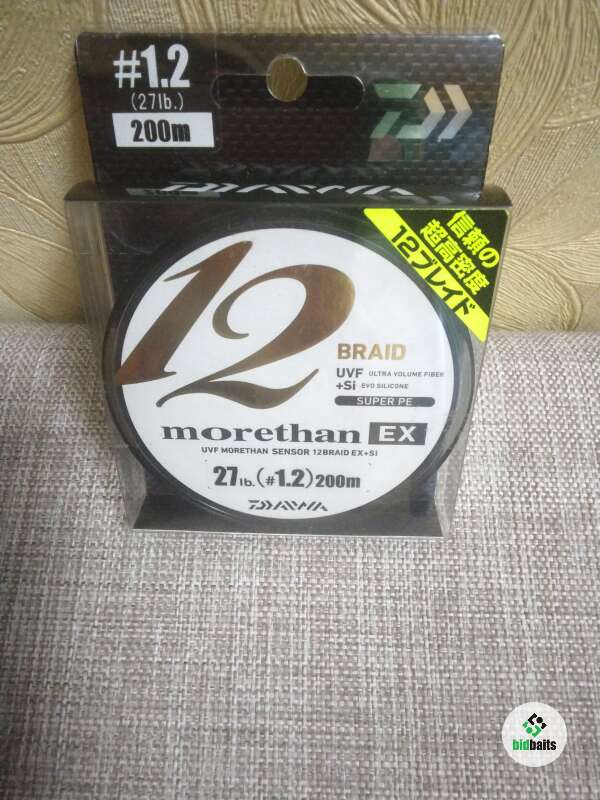 #1.2
(27lb.)
200m
DAIWA
信頼の
超高密度
12ブレイド
12
BRAID
UVF ULTRA VOLUME FIBER
+Si EVO SILICONE
SUPER PE
morethan EX
UVF MORETHAN SENSOR 12BRAID EX+Si
27lb.(#1.2)200m
DAIWA
bidbaits